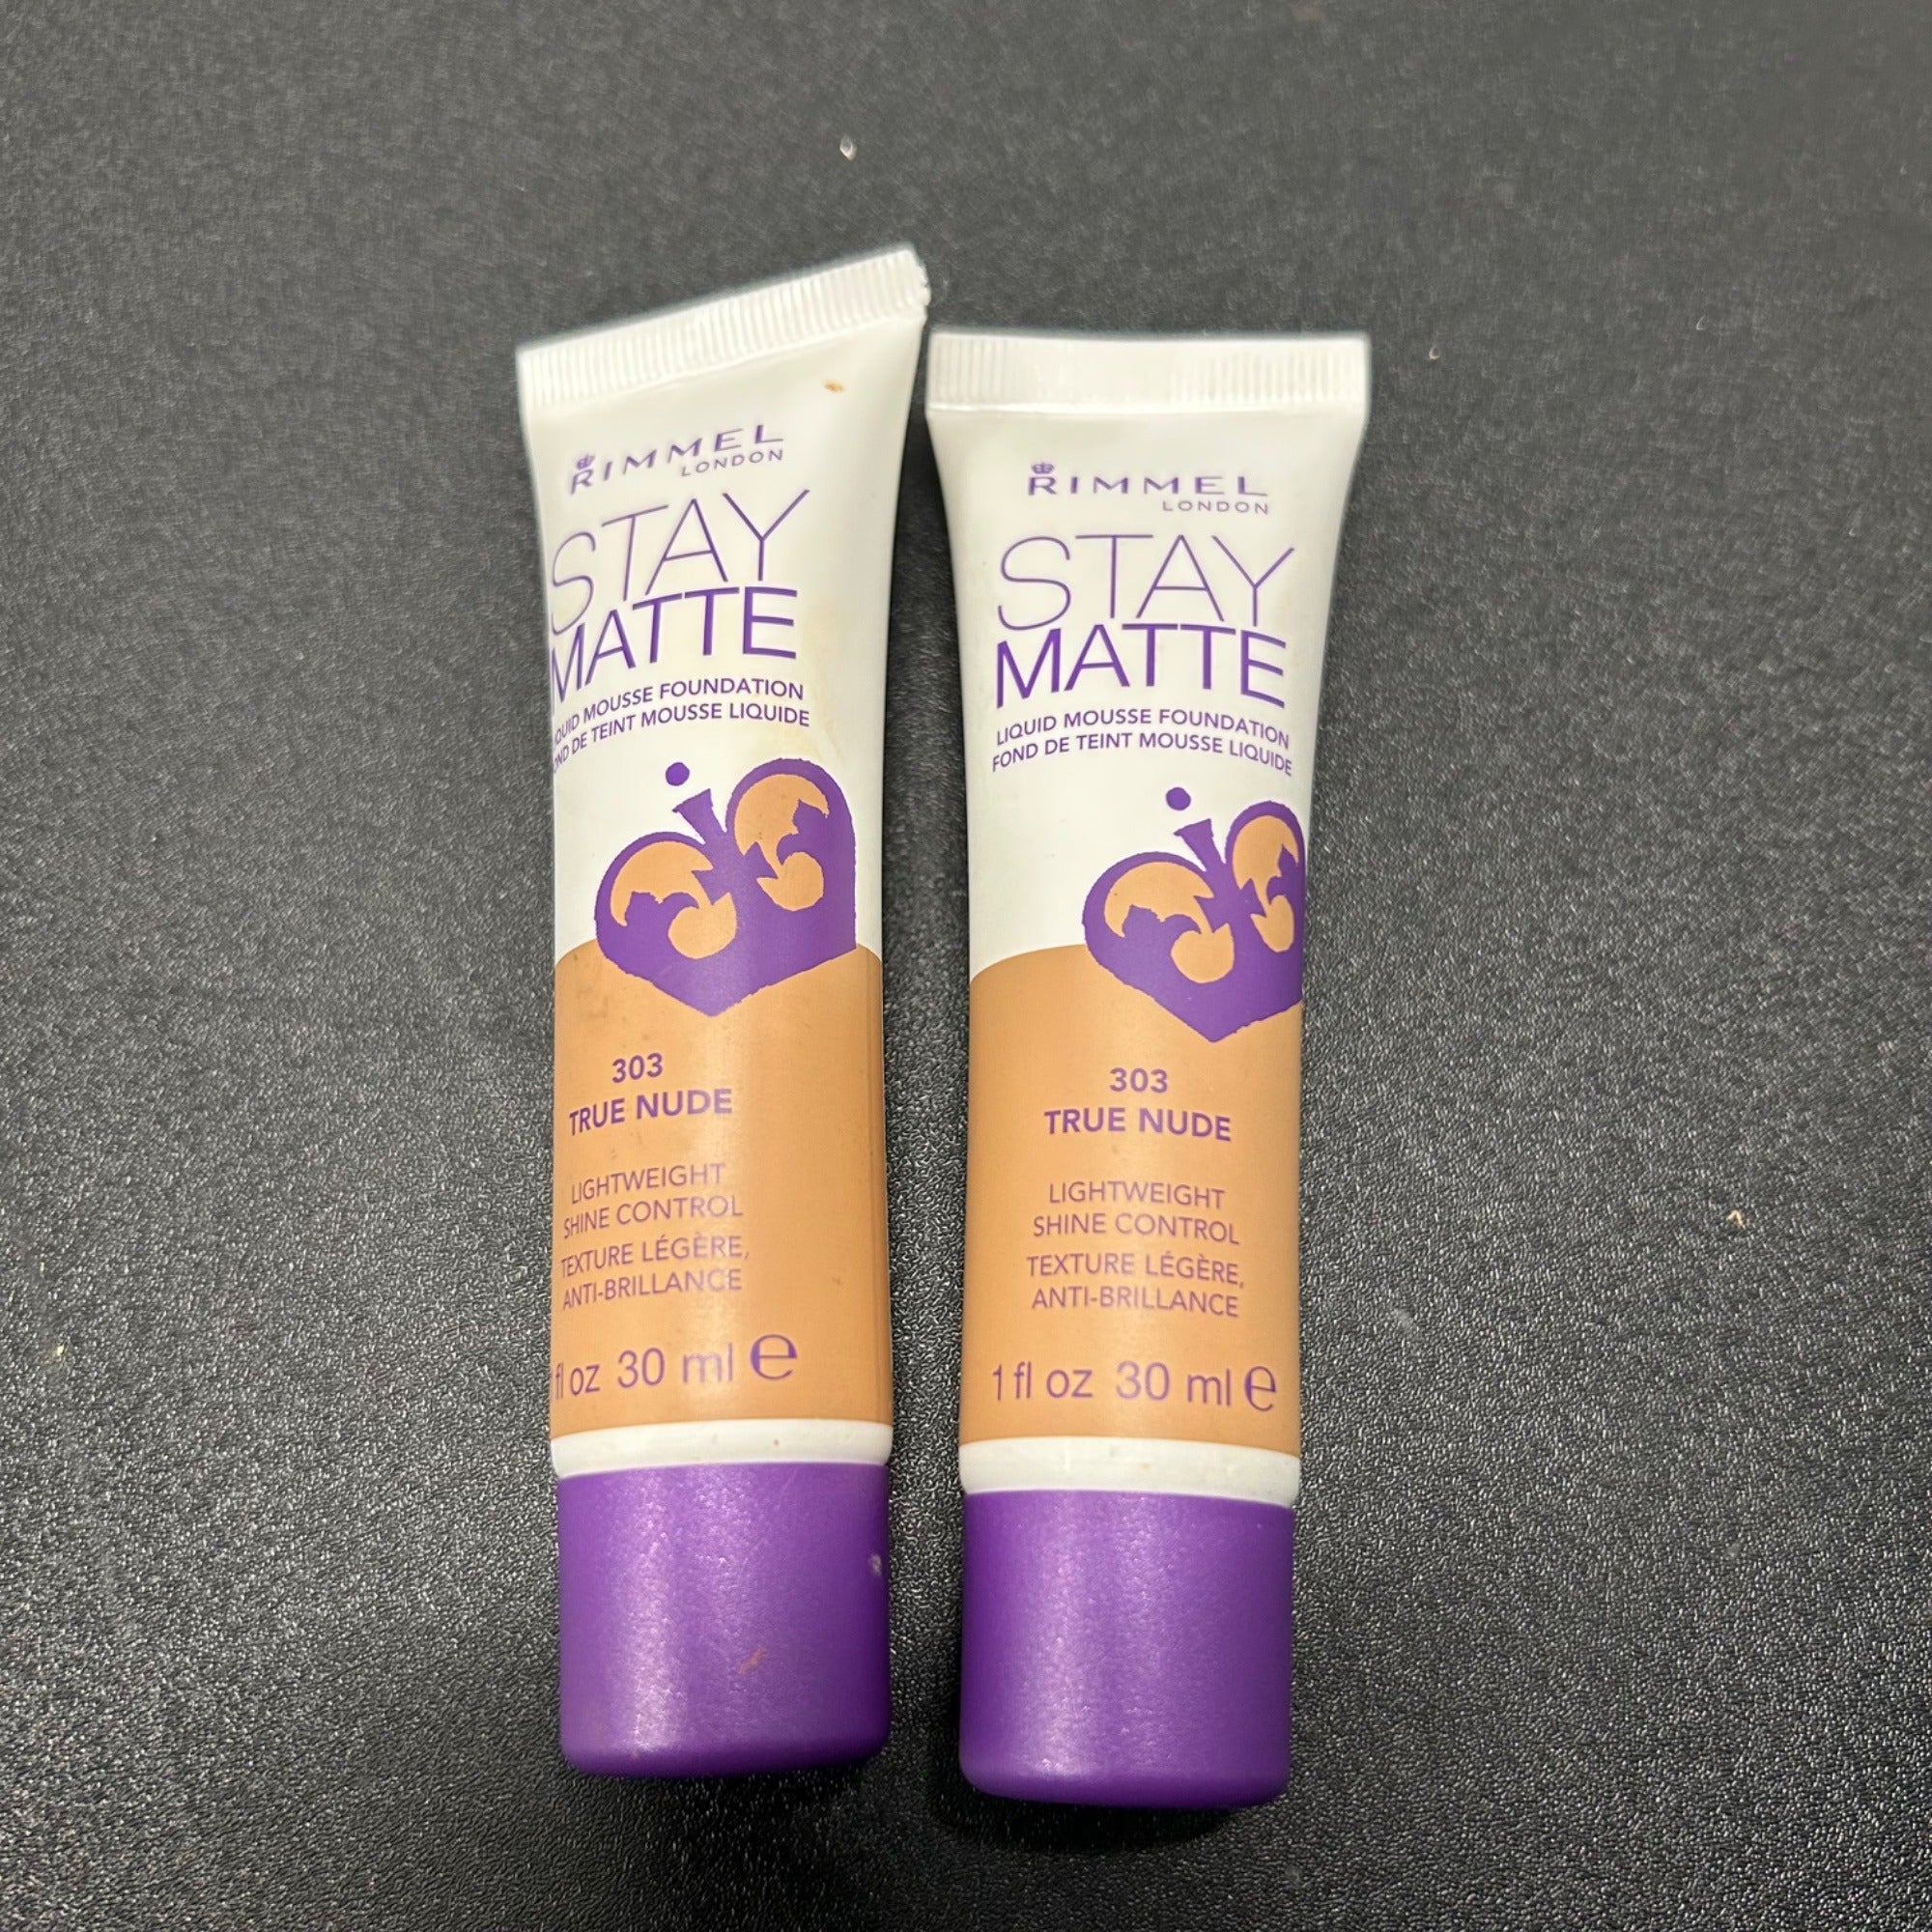 RIMMEL
LONDON
STAY
MATTE
LIQUID MOUSSE FOUNDATION
FOND DE TEINT MOUSSE LIQUIDE
303
TRUE NUDE
LIGHTWEIGHT
SHINE CONTROL
TEXTURE LÉGÈRE,
ANTI-BRILLANCE
fl oz 30 ml e
RIMMEL
LONDON
STAY
MATTE
LIQUID MOUSSE FOUNDATION
FOND DE TEINT MOUSSE LIQUIDE
303
TRUE NUDE
LIGHTWEIGHT
SHINE CONTROL
TEXTURE LÉGÈRE,
ANTI-BRILLANCE
1 fl oz 30 ml e